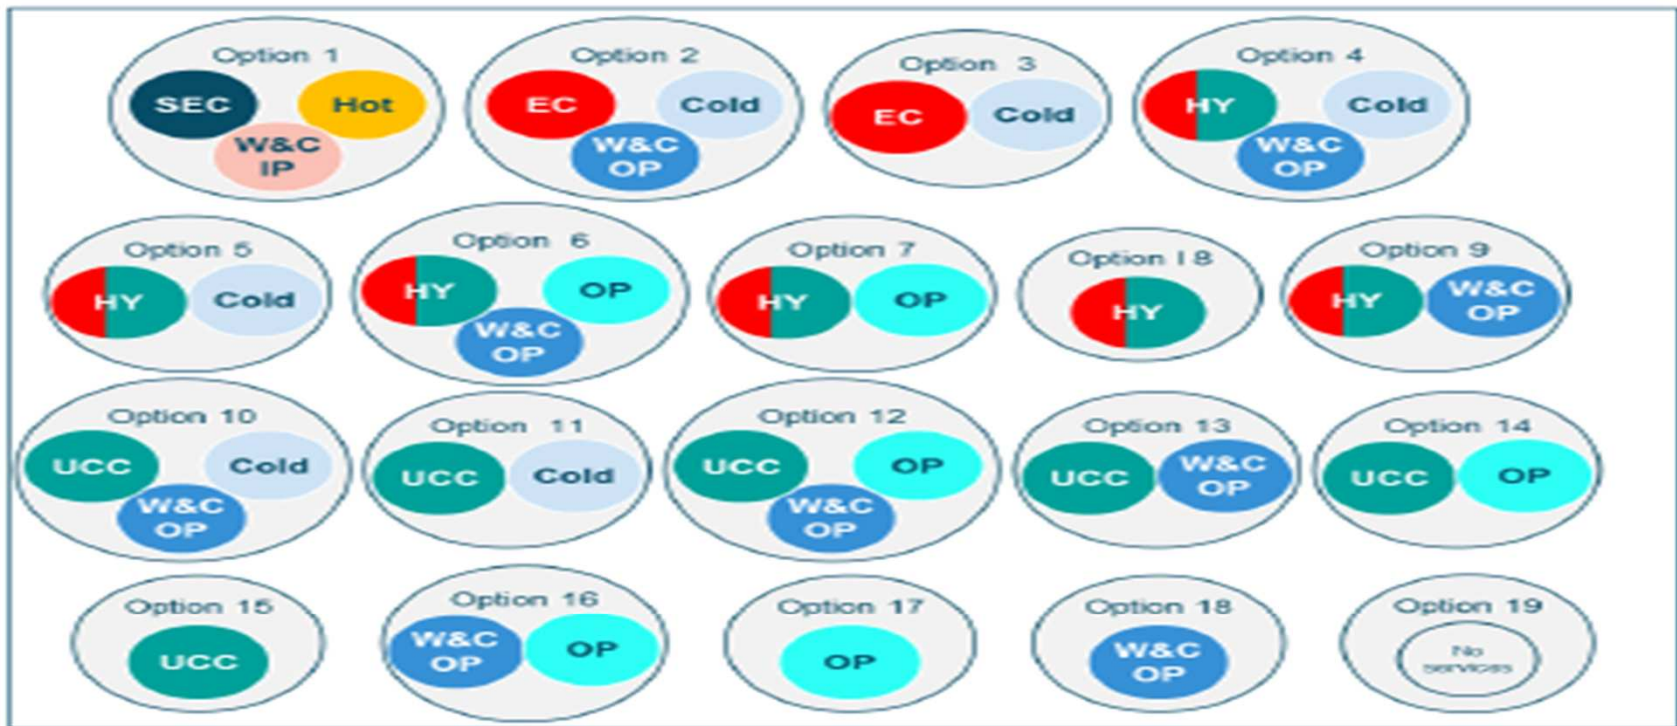 Option 1
SEC
Hot
W&C
IP
Option 2
EC
Cold
W&C
OP
Option 3
EC
Cold
Option 4
HY
Cold
W&C
OP
Option 5
HY
Cold
Option 6
HY
OP
W&C
OP
Option 7
HY
OP
Option I 8
HY
Option 9
HY
W&C
OP
Option 10
UCC
Cold
W&C
OP
Option 11
UCC
Cold
Option 12
UCC
OP
W&C
OP
Option 13
UCC
W&C
OP
Option 14
UCC
OP
Option 15
UCC
Option 16
W&C
OP
OP
Option 17
OP
Option 18
W&C
OP
Option 19
No
services